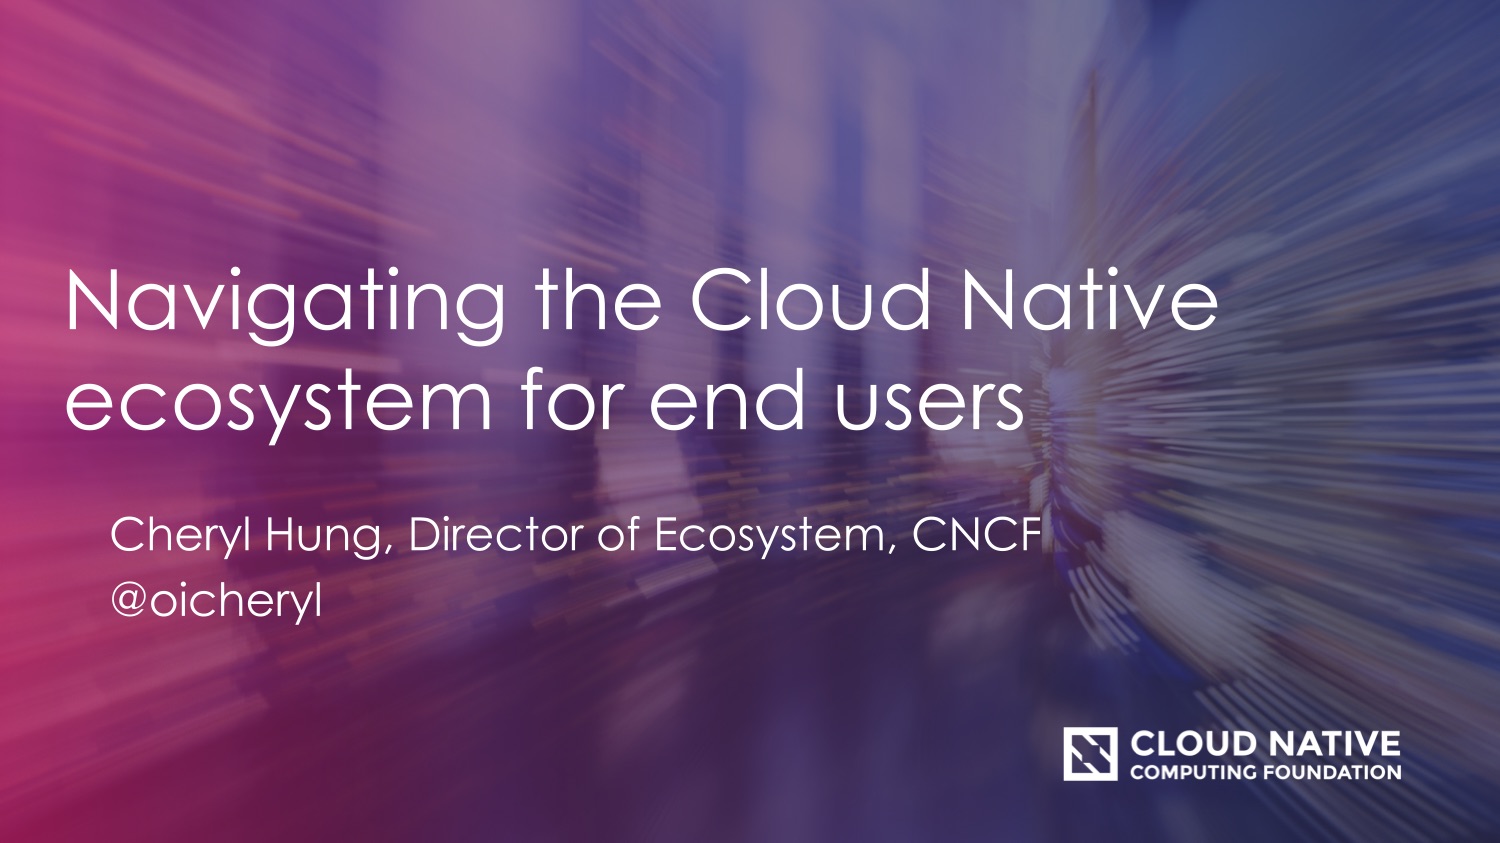 Navigating the Cloud Native
ecosystem for end users
Cheryl Hung, Director of Ecosystem, CNCF
@oicheryl
CLOUD NATIVE
COMPUTING FOUNDATION